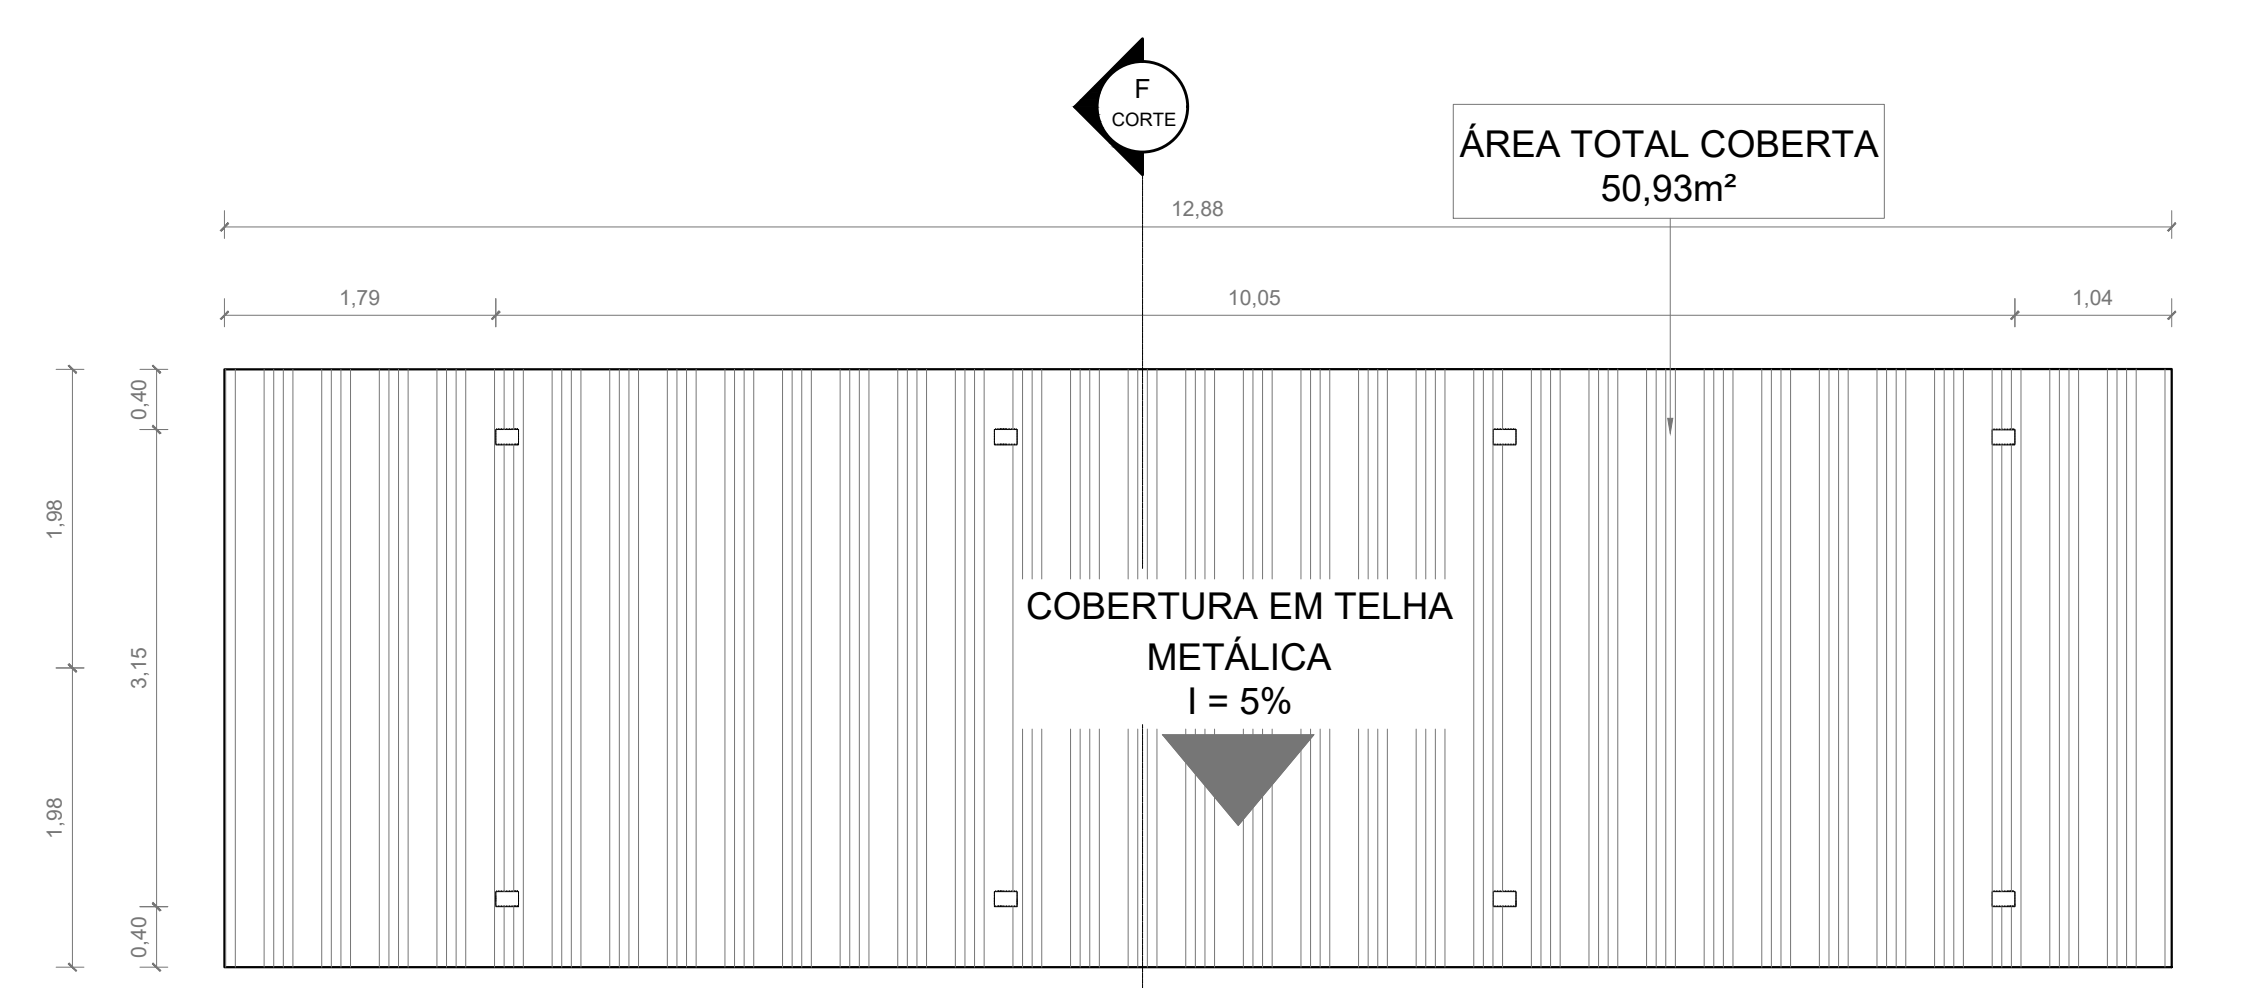 F
CORTE
ÁREA TOTAL COBERTA
50,93m²
12,88
1,79
10,05
1,04
0,40
1,98
3,15
1,98
0,40
COBERTURA EM TELHA
METÁLICA
I = 5%